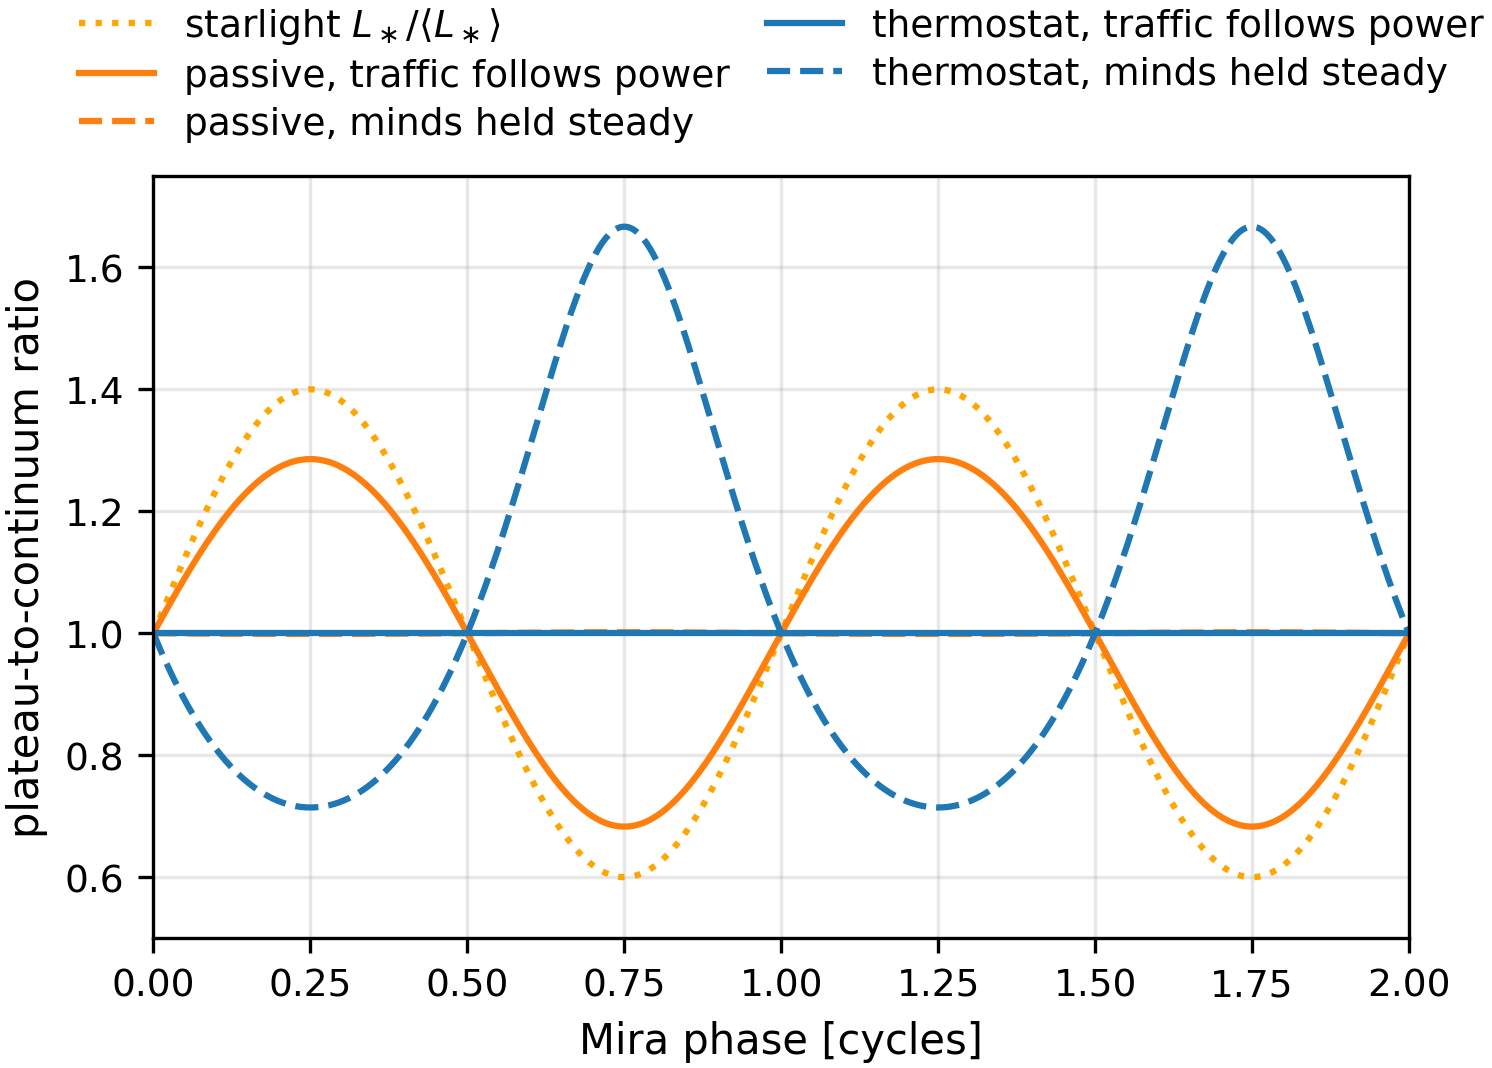 starlight L∗/⟨L∗⟩
passive, traffic follows power
passive, minds held steady
thermostat, traffic follows power
thermostat, minds held steady
plateau-to-continuum ratio
1.6
1.4
1.2
1.0
0.8
0.6
0.00 0.25 0.50 0.75 1.00 1.25 1.50 1.75 2.00
Mira phase [cycles]